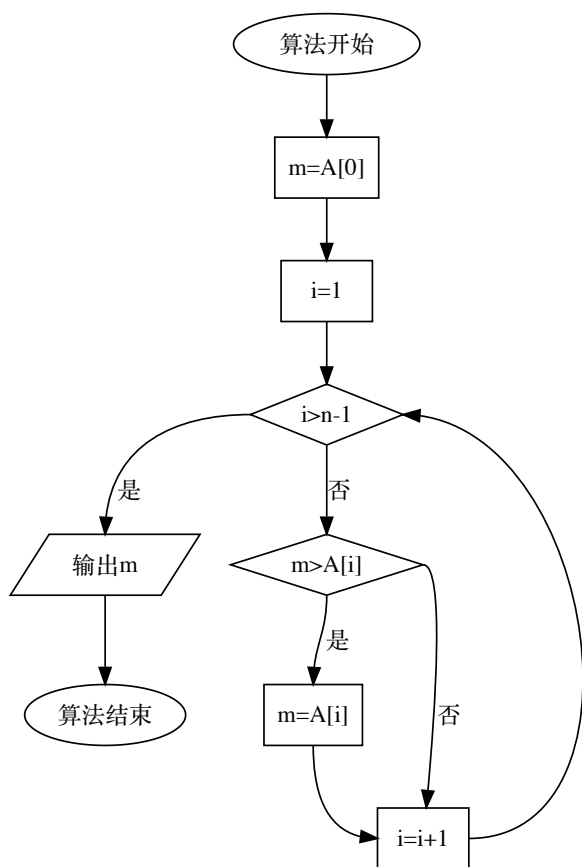 算法开始
m=A[0]
i=1
i>n-1
是
否
输出m
m>A[i]
是
算法结束
m=A[i]
否
i=i+1